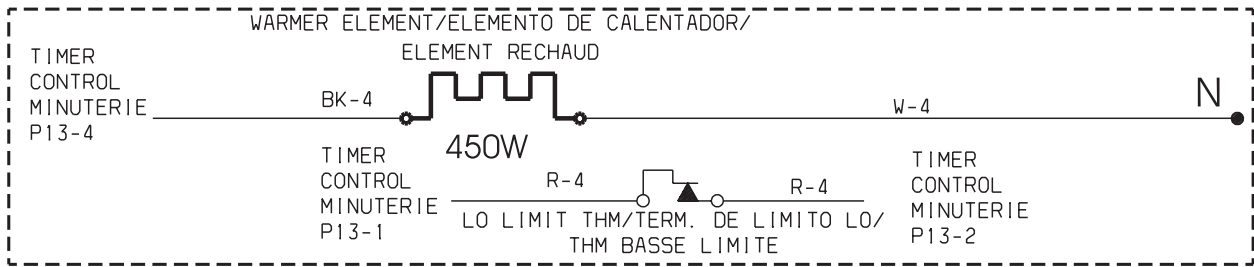 WARMER ELEMENT/ELEMENTO DE CALENTADOR/
ELEMENT RECHAUD
TIMER
CONTROL
MINUTERIE
P13-4
BK-4
450W
W-4
N
TIMER
CONTROL
MINUTERIE
P13-1
R-4
R-4
LO LIMIT THM/TERM. DE LIMITO LO/
THM BASSE LIMITE
TIMER
CONTROL
MINUTERIE
P13-2